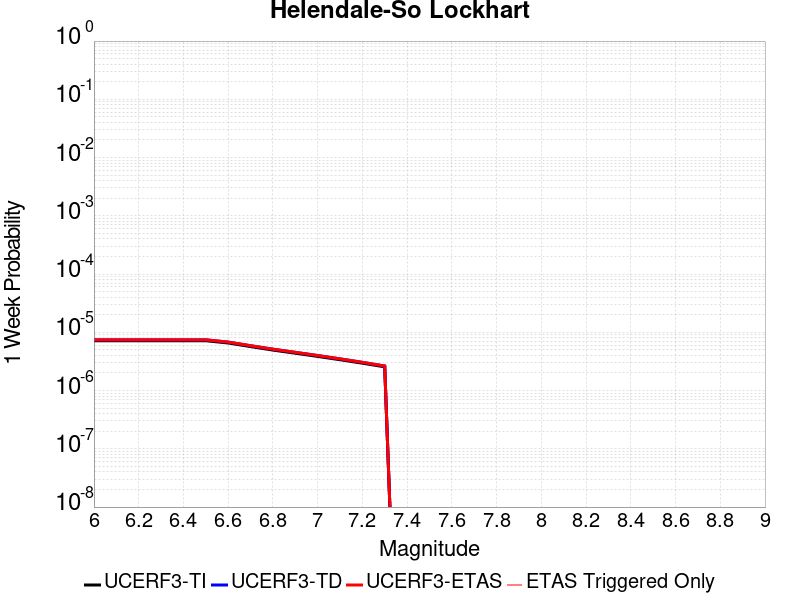 Helendale-So Lockhart
10^0
10^-1
10^-2
10^-3
10^-4
10^-5
10^-6
10^-7
10^-8
1 Week Probability
6 6.2 6.4 6.6 6.8 7 7.2 7.4 7.6 7.8 8 8.2 8.4 8.6 8.8 9
Magnitude
UCERF3-TI UCERF3-TD UCERF3-ETAS ETAS Triggered Only